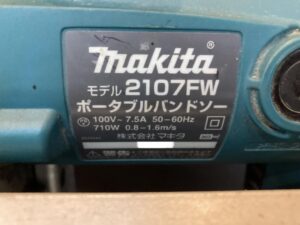 makita®
モデル 2107FW
ポータブルバンドソー
100V~ 7.5A 50-60Hz
710W 0.8-1.6m/s
株式会社 マキタ